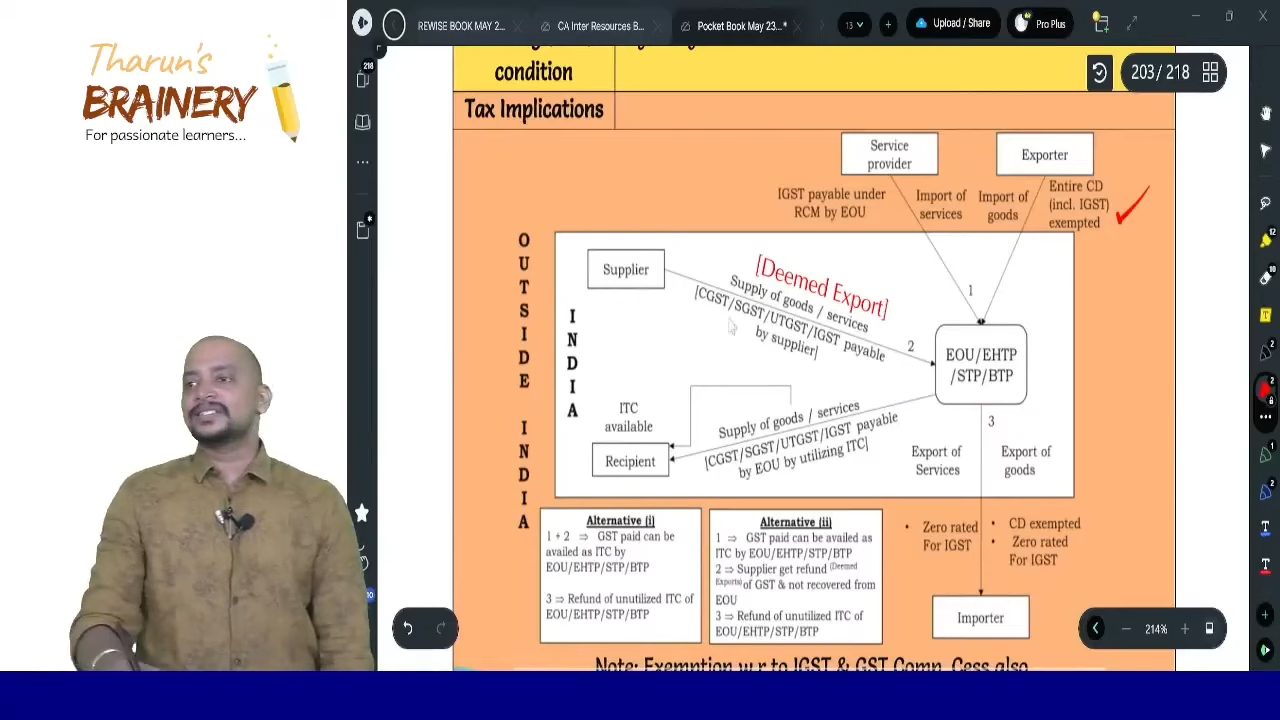 Tharun's
BRAINERY
For passionate learners...
REWISE BOOK MAY 2...
CA Inter Resources B...
Pocket Book May 23...*
13
Upload / Share
Pro Plus
218
203 / 218
condition
Tax Implications
Service
provider
Exporter
IGST payable under
RCM by EOU
Import of
services
Import of
goods
Entire CD
(incl. IGST)
exempted
OUTSIDE INDIA
INDIA
Supplier
[Deemed Export]
Supply of goods / services
[CGST/SGST/UTGST/IGST payable
by supplier]
1
2
EOU/EHTP
/STP/BTP
ITC
available
Recipient
Supply of goods / services
[CGST/SGST/UTGST/IGST payable
by EOU by utilizing ITC]
3
Export of
Services
Export of
goods
Alternative (i)
1 + 2 ⇒ GST paid can be
availed as ITC by
EOU/EHTP/STP/BTP
3 ⇒ Refund of unutilized ITC of
EOU/EHTP/STP/BTP
Alternative (ii)
1 ⇒ GST paid can be availed as
ITC by EOU/EHTP/STP/BTP
2 ⇒ Supplier get refund (Deemed
Exports) of GST & not recovered from
EOU
3 ⇒ Refund of unutilized ITC of
EOU/EHTP/STP/BTP
• Zero rated
For IGST
• CD exempted
• Zero rated
For IGST
Importer
214%
Note: Exemption w.r to IGST & GST Comp. Cess also